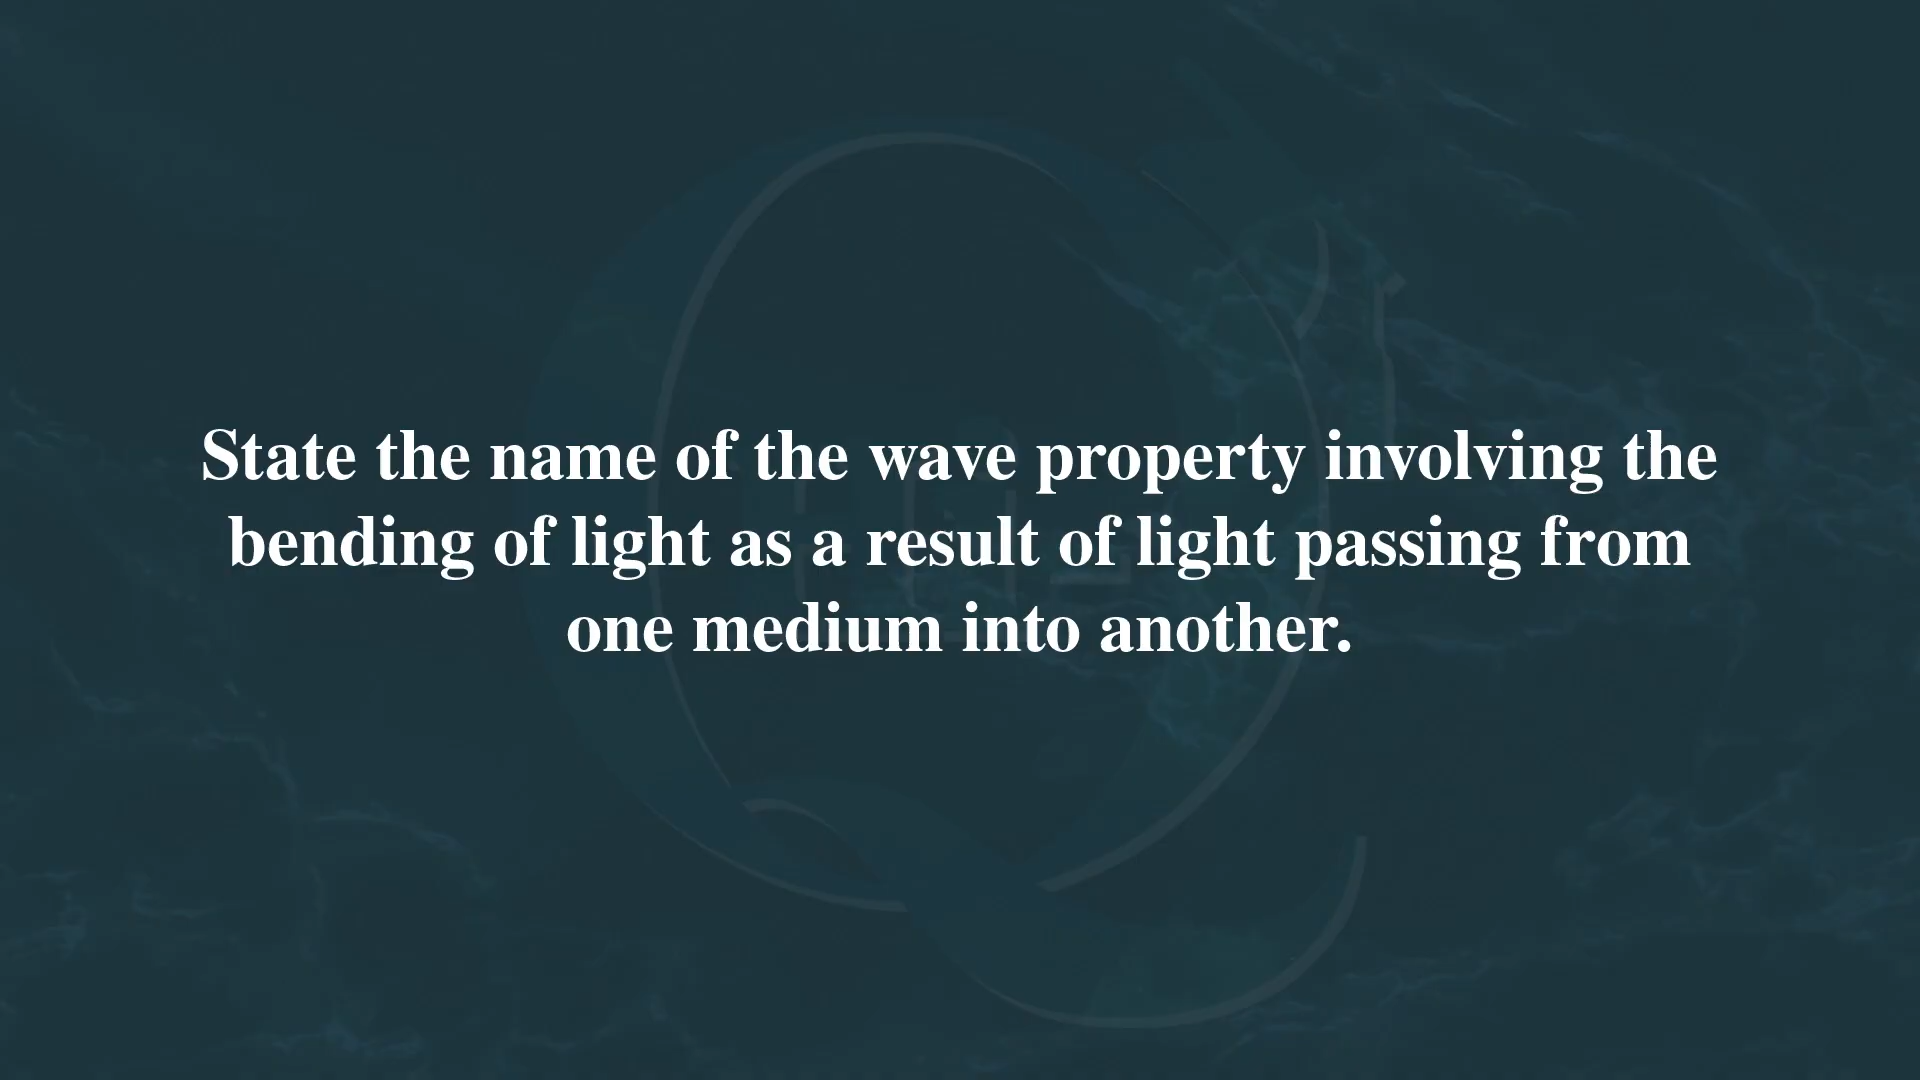 State the name of the wave property involving the
bending of light as a result of light passing from
one medium into another.